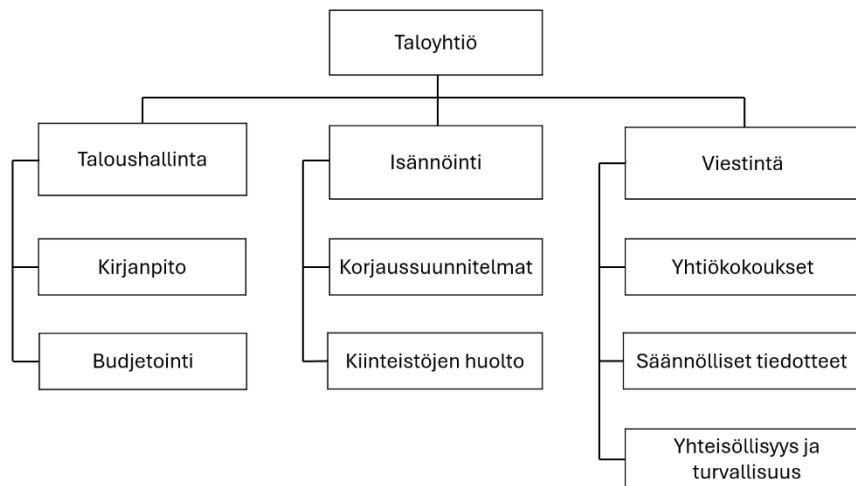 Taloyhtiö
Taloushallinta
Isännöinti
Viestintä
Kirjanpito
Korjaussuunnitelmat
Yhtiökokoukset
Budjetointi
Kiinteistöjen huolto
Säännölliset tiedotteet
Yhteisöllisyys ja
turvallisuus